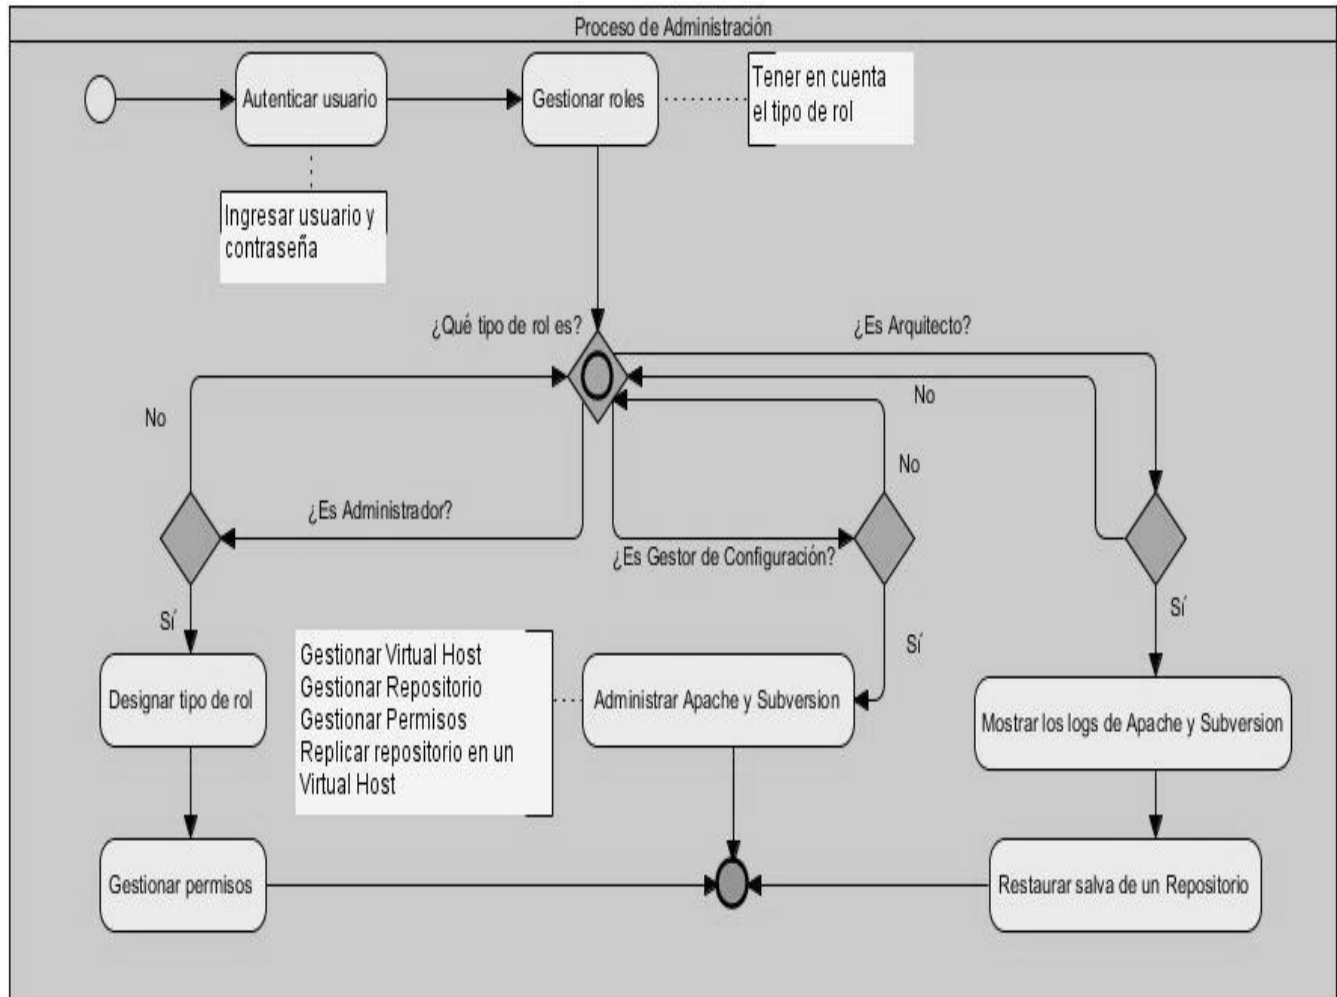 Proceso de Administración
Autenticar usuario
Gestionar roles
Tener en cuenta
el tipo de rol
Ingresar usuario y
contraseña
¿Qué tipo de rol es?
¿Es Arquitecto?
No
No
No
¿Es Administrador?
¿Es Gestor de Configuración?
Sí
Sí
Sí
Designar tipo de rol
Gestionar Virtual Host
Gestionar Repositorio
Gestionar Permisos
Replicar repositorio en un
Virtual Host
Administrar Apache y Subversion
Mostrar los logs de Apache y Subversion
Gestionar permisos
Restaurar salva de un Repositorio